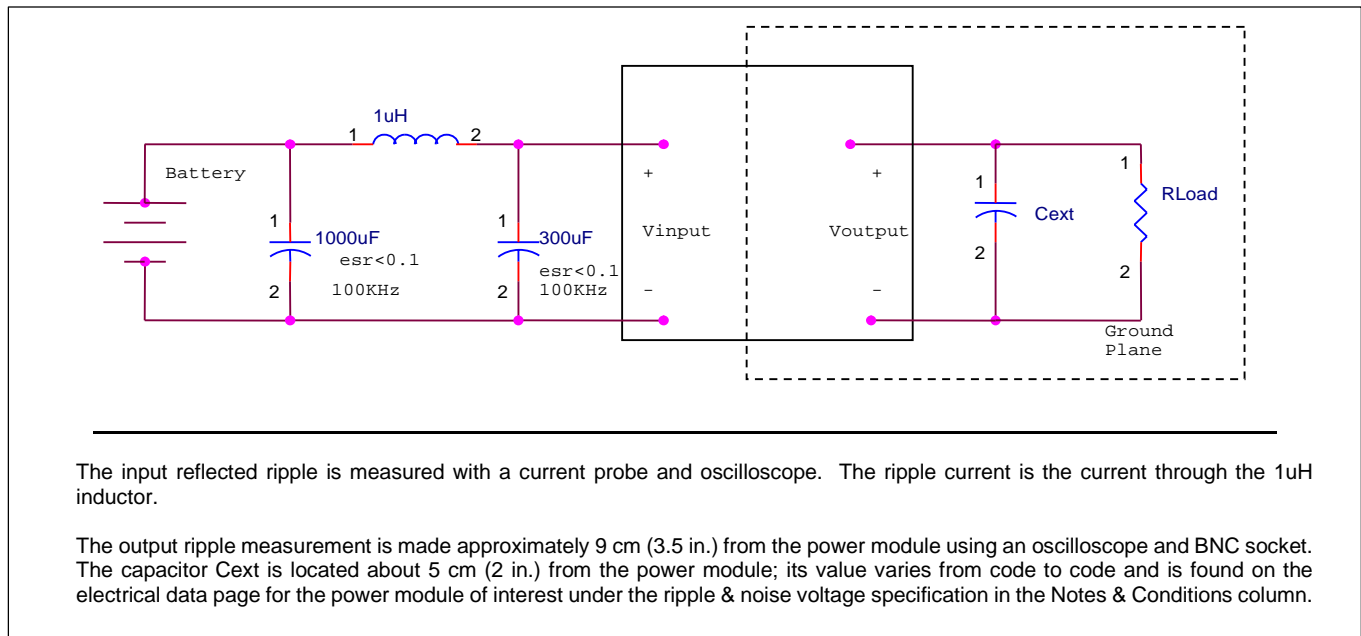 1uH
1
2
Battery
1
1000uF
esr<0.1
100KHz
2
1
300uF
esr<0.1
100KHz
2
+
Vinput
-
+
Voutput
-
1
Cext
2
1
RLoad
2
Ground
Plane
The input reflected ripple is measured with a current probe and oscilloscope. The ripple current is the current through the 1uH
inductor.
The output ripple measurement is made approximately 9 cm (3.5 in.) from the power module using an oscilloscope and BNC socket.
The capacitor Cext is located about 5 cm (2 in.) from the power module; its value varies from code to code and is found on the
electrical data page for the power module of interest under the ripple & noise voltage specification in the Notes & Conditions column.